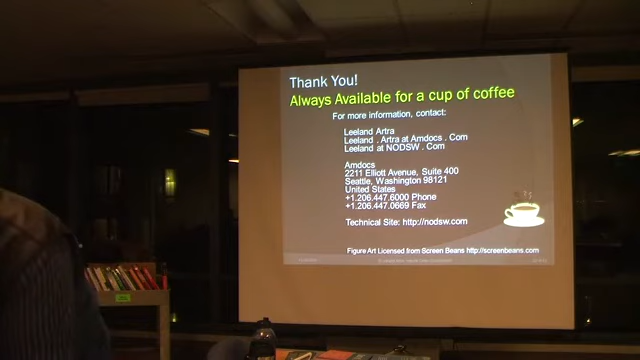 Thank You!
Always Available for a cup of coffee
For more information, contact:
Leeland Artra
Leeland . Artra at Amdocs . Com
Leeland at NODSW . Com
Amdocs
2211 Elliott Avenue, Suite 400
Seattle, Washington 98121
United States
+1.206.447.6000 Phone
+1.206.447.0669 Fax
Technical Site: http://nodsw.com
Figure Art Licensed from Screen Beans http://screenbeans.com